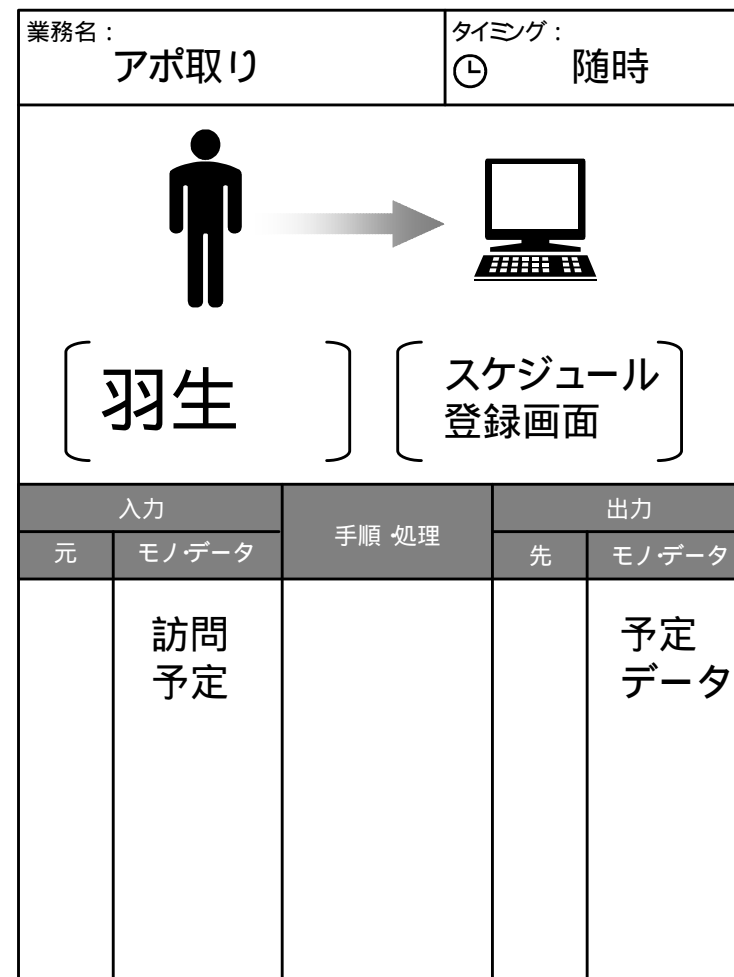 業務名：
アポ取り
タイミング：
随時
羽生
スケジュール
登録画面
入力
手順・処理
出力
元
モノ・データ
先
モノ・データ
訪問
予定
予定
データ